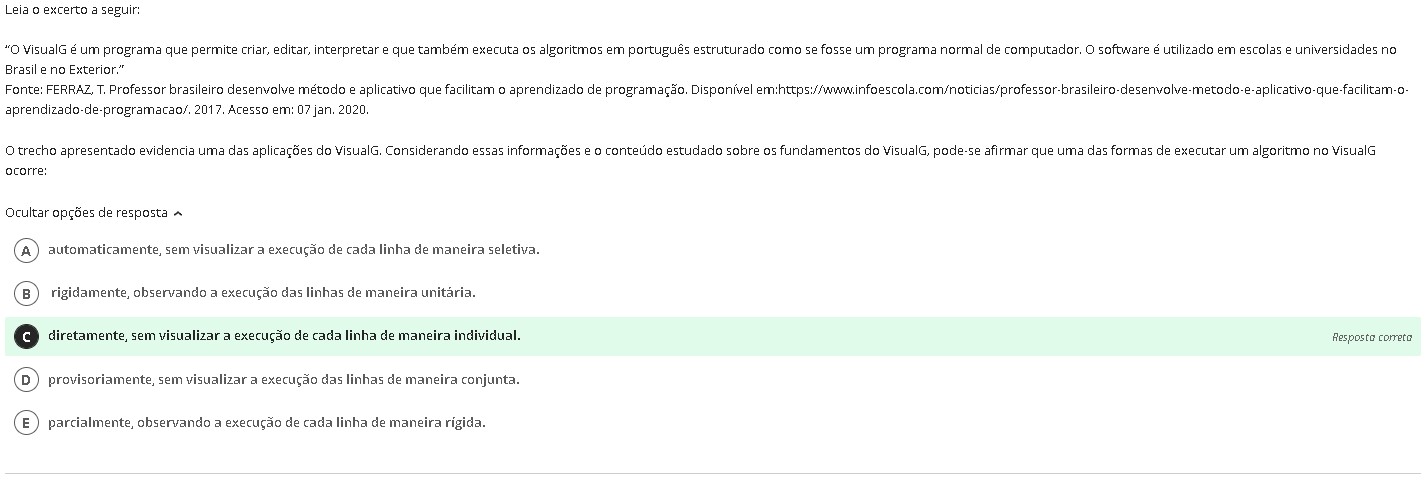 Leia o excerto a seguir:
“O VisualG é um programa que permite criar, editar, interpretar e que também executa os algoritmos em português estruturado como se fosse um programa normal de computador. O software é utilizado em escolas e universidades no
Brasil e no Exterior.”
Fonte: FERRAZ, T. Professor brasileiro desenvolve método e aplicativo que facilitam o aprendizado de programação. Disponível em:https://www.infoescola.com/noticias/professor-brasileiro-desenvolve-metodo-e-aplicativo-que-facilitam-o-
aprendizado-de-programacao/. 2017. Acesso em: 07 jan. 2020.
O trecho apresentado evidencia uma das aplicações do VisualG. Considerando essas informações e o conteúdo estudado sobre os fundamentos do VisualG, pode-se afirmar que uma das formas de executar um algoritmo no VisualG
ocorre:
Ocultar opções de resposta
A automaticamente, sem visualizar a execução de cada linha de maneira seletiva.
B rigidamente, observando a execução das linhas de maneira unitária.
C diretamente, sem visualizar a execução de cada linha de maneira individual. Resposta correta
D provisoriamente, sem visualizar a execução das linhas de maneira conjunta.
E parcialmente, observando a execução de cada linha de maneira rígida.